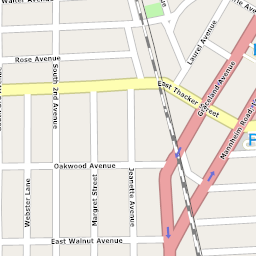 Walter Avenue
Rose Avenue
South 2nd Avenue
Laurel Avenue
Graceland Avenue
East Thacker Street
Mannheim Road
Oakwood Avenue
Webster Lane
Margret Street
Jeanette Avenue
East Walnut Avenue